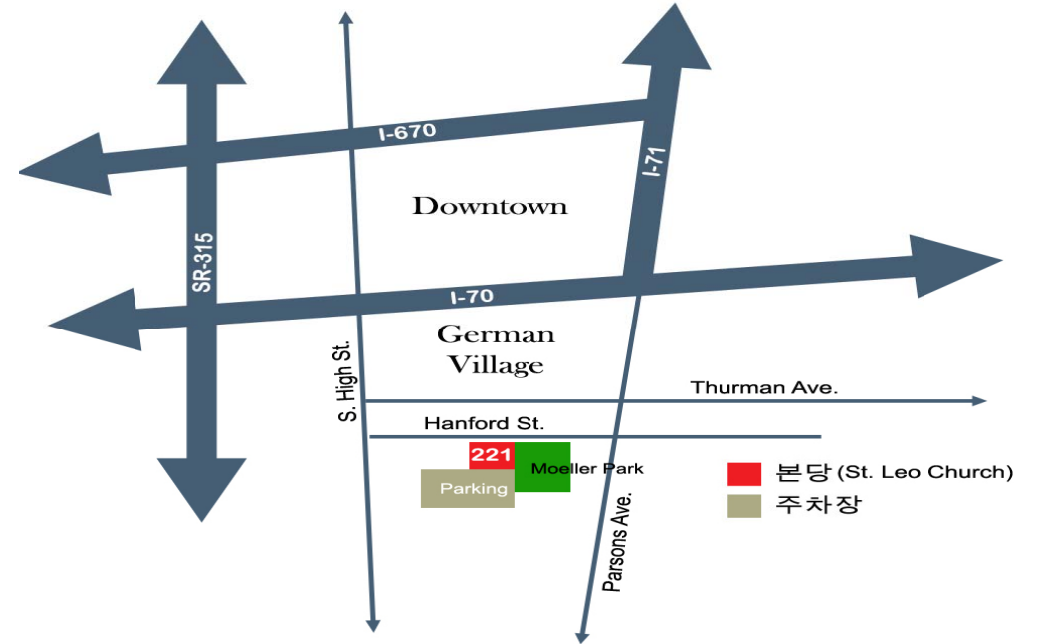 I-670
I-71
Downtown
SR-315
I-70
German
Village
S. High St.
Thurman Ave.
Hanford St.
221
Moeller Park
Parking
본당 (St. Leo Church)
주차장
Parsons Ave.